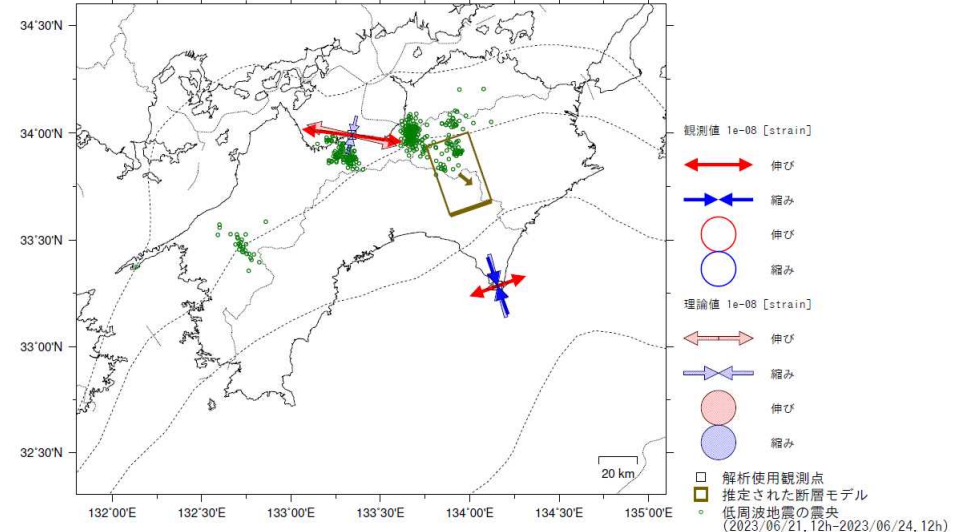 34°30'N
34°00'N
33°30'N
33°00'N
32°30'N
132°00'E
132°30'E
133°00'E
133°30'E
134°00'E
134°30'E
135°00'E
20 km
観測値 1e-08 [strain]
伸び
縮み
伸び
縮み
理論値 1e-08 [strain]
伸び
縮み
伸び
縮み
解析使用観測点
推定された断層モデル
低周波地震の震央
(2023/06/21,12h-2023/06/24,12h)